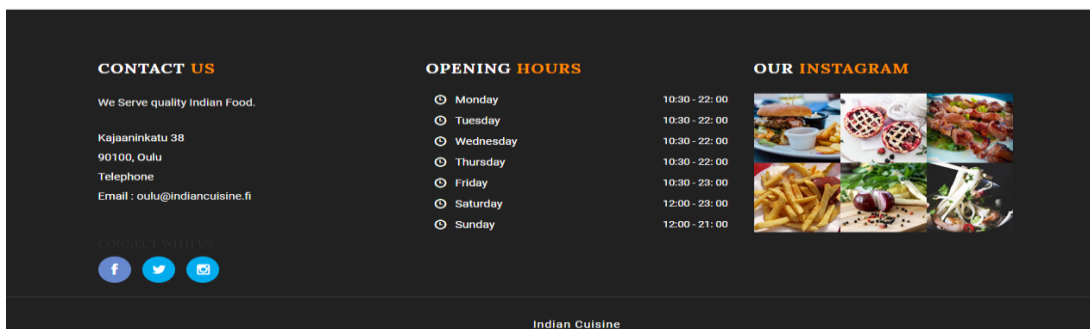 CONTACT US
We Serve quality Indian Food.
Kajaaninkatu 38
90100, Oulu
Telephone
Email : oulu@indiancuisine.fi
CONNECT WITH US
OPENING HOURS
Monday 10:30 - 22: 00
Tuesday 10:30 - 22: 00
Wednesday 10:30 - 22: 00
Thursday 10:30 - 22: 00
Friday 10:30 - 23: 00
Saturday 12:00 - 23: 00
Sunday 12:00 - 21: 00
OUR INSTAGRAM
Indian Cuisine